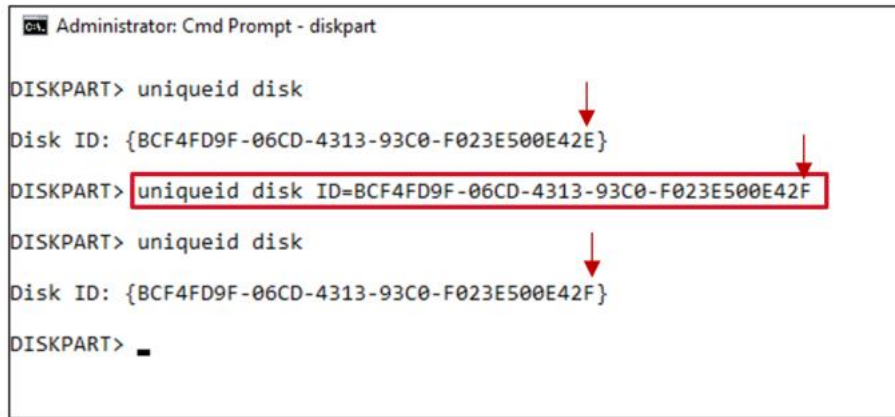 Administrator: Cmd Prompt - diskpart
DISKPART> uniqueid disk
Disk ID: {BCF4FD9F-06CD-4313-93C0-F023E500E42E}
DISKPART> uniqueid disk ID=BCF4FD9F-06CD-4313-93C0-F023E500E42F
DISKPART> uniqueid disk
Disk ID: {BCF4FD9F-06CD-4313-93C0-F023E500E42F}
DISKPART>